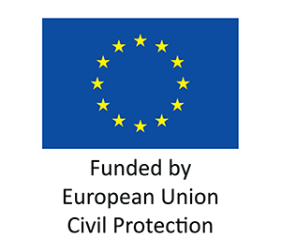 Funded by
European Union
Civil Protection